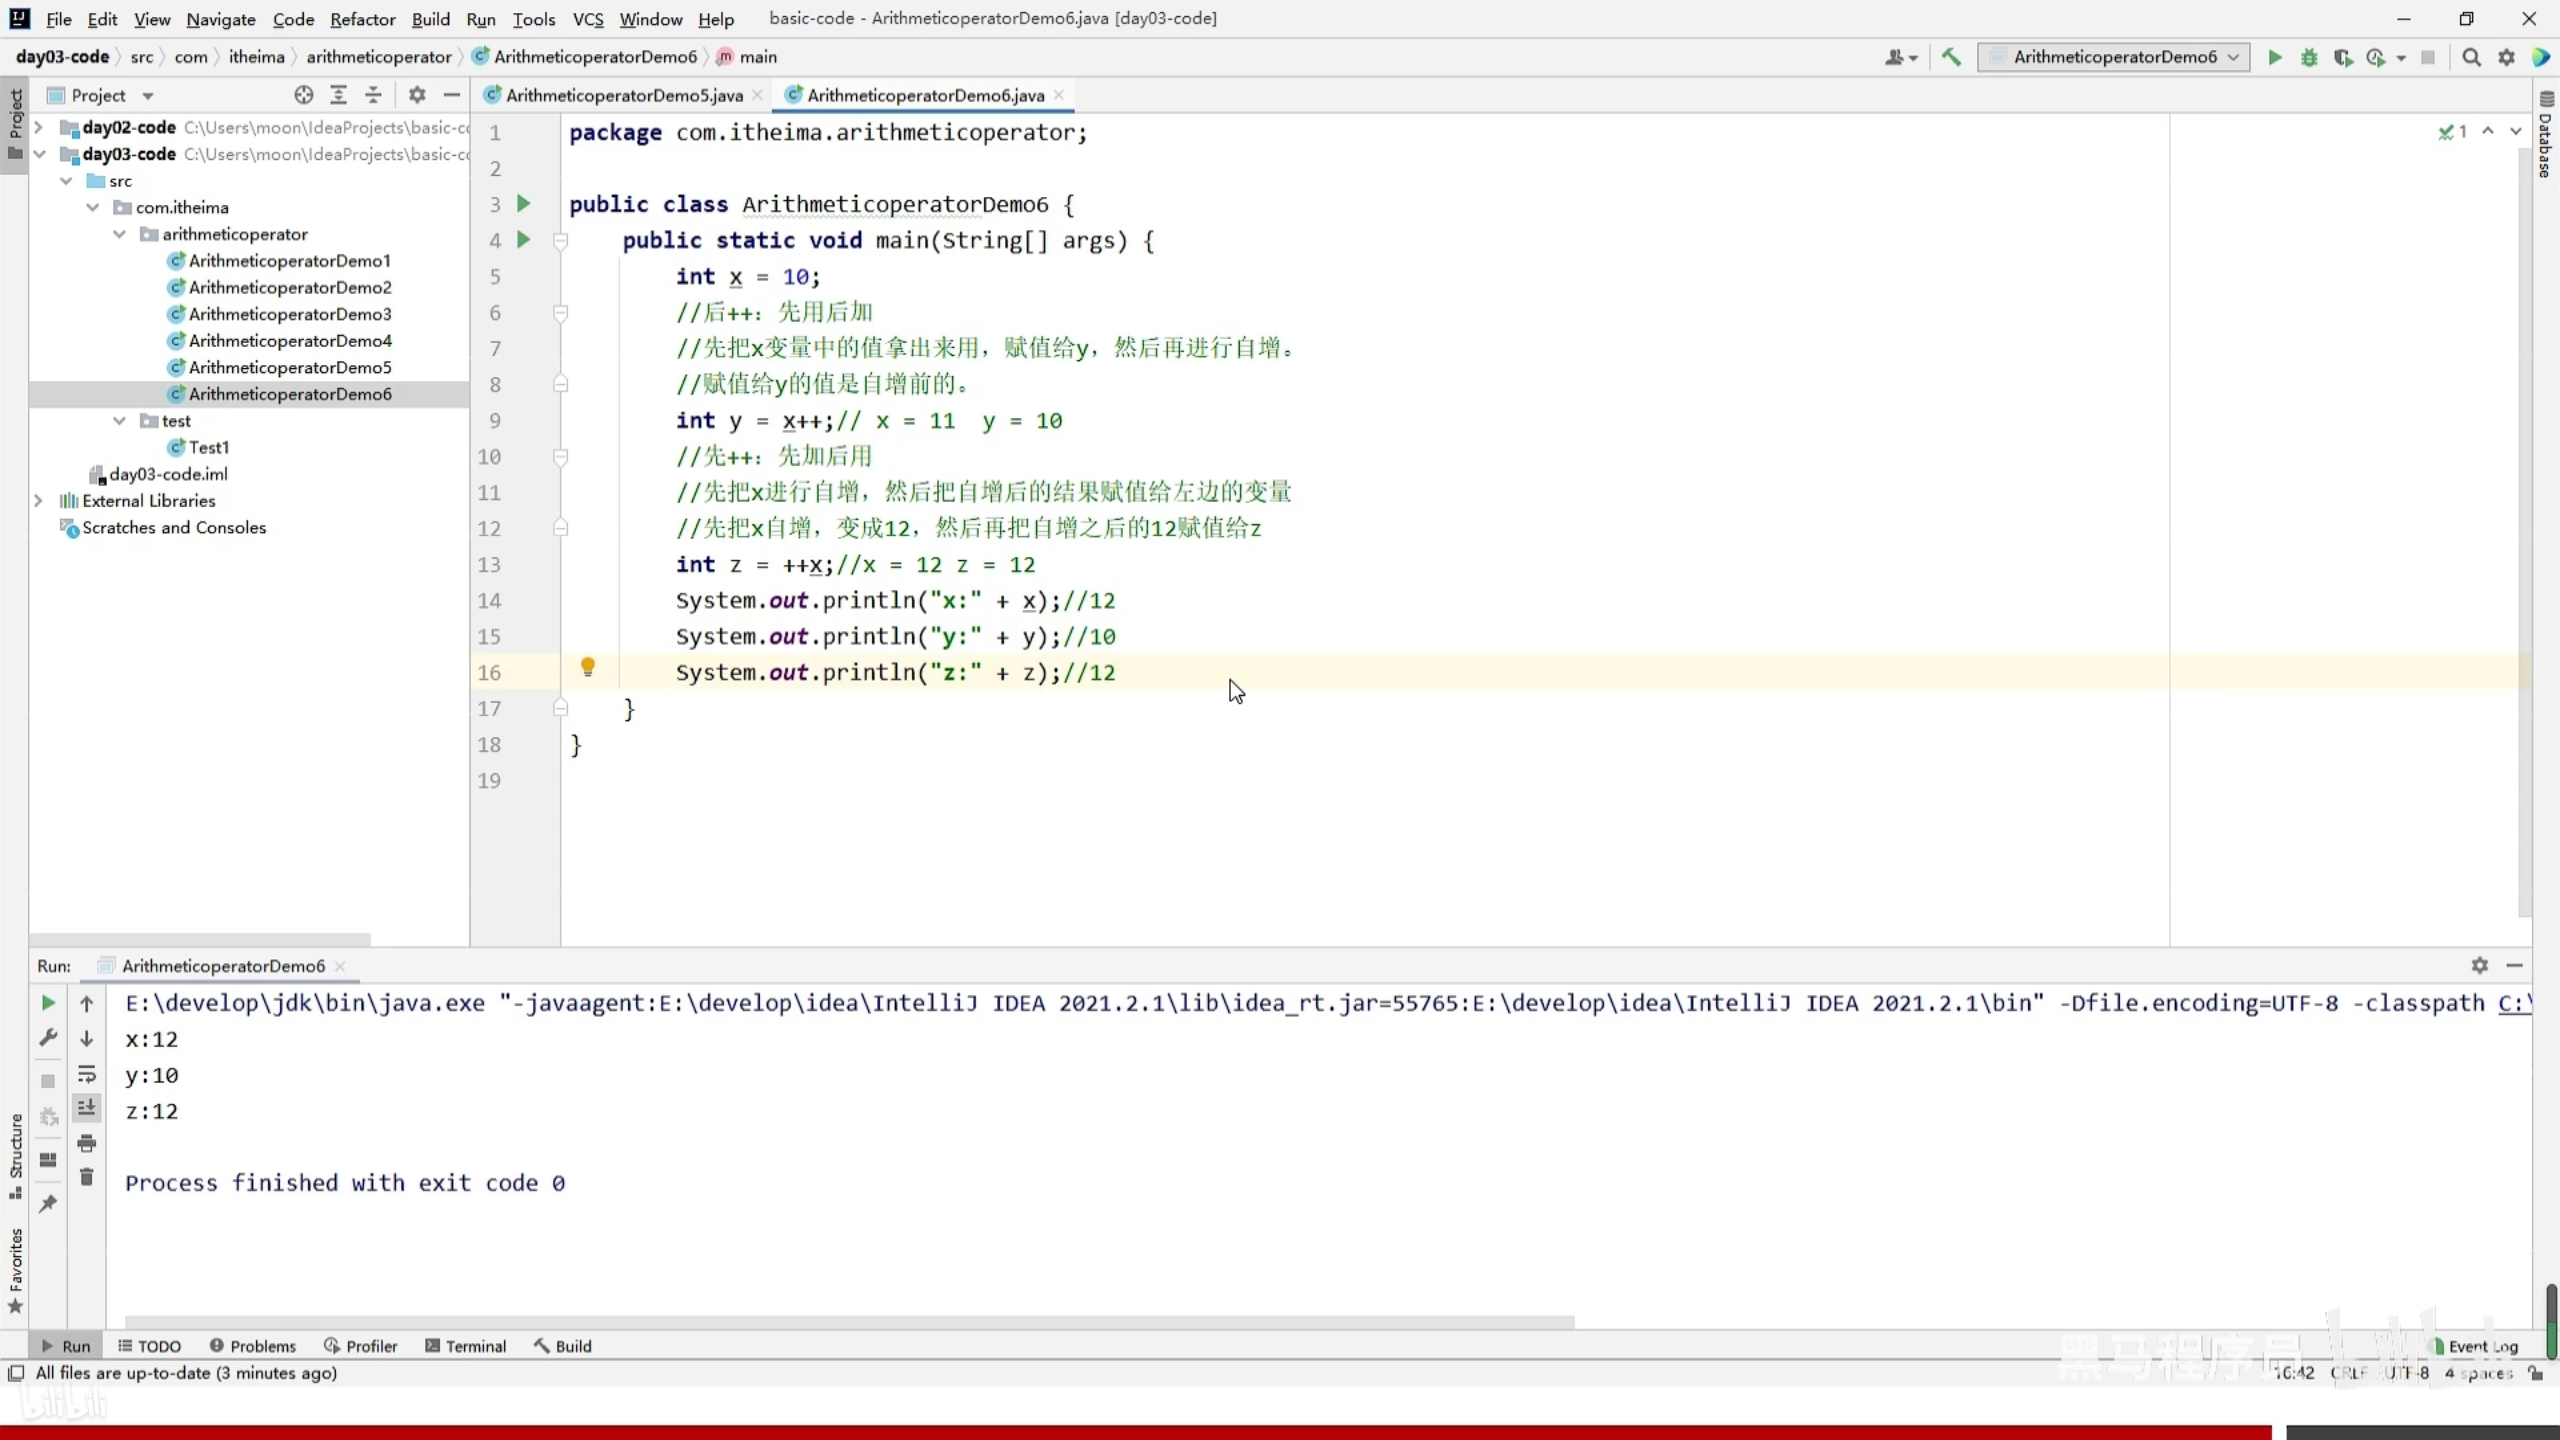 File Edit View Navigate Code Refactor Build Run Tools VCS Window Help basic-code - ArithmeticoperatorDemo6.java [day03-code]
day03-code src com itheima arithmeticoperator ArithmeticoperatorDemo6 main ArithmeticoperatorDemo6
Project
Project
ArithmeticoperatorDemo5.java ArithmeticoperatorDemo6.java
Database
day02-code C:\Users\moon\IdeaProjects\basic-c
day03-code C:\Users\moon\IdeaProjects\basic-c
src
com.itheima
arithmeticoperator
ArithmeticoperatorDemo1
ArithmeticoperatorDemo2
ArithmeticoperatorDemo3
ArithmeticoperatorDemo4
ArithmeticoperatorDemo5
ArithmeticoperatorDemo6
test
Test1
day03-code.iml
External Libraries
Scratches and Consoles
1 package com.itheima.arithmeticoperator; 1
2
3 public class ArithmeticoperatorDemo6 {
4 public static void main(String[] args) {
5 int x = 10;
6 //后++：先用后加
7 //先把x变量中的值拿出来用，赋值给y，然后再进行自增。
8 //赋值给y的值是自增前的。
9 int y = x++;// x = 11 y = 10
10 //先++：先加后用
11 //先把x进行自增，然后把自增后的结果赋值给左边的变量
12 //先把x自增，变成12，然后再把自增之后的12赋值给z
13 int z = ++x;//x = 12 z = 12
14 System.out.println("x:" + x);//12
15 System.out.println("y:" + y);//10
16 System.out.println("z:" + z);//12
17 }
18 }
19
Run: ArithmeticoperatorDemo6
E:\develop\jdk\bin\java.exe "-javaagent:E:\develop\idea\IntelliJ IDEA 2021.2.1\lib\idea_rt.jar=55765:E:\develop\idea\IntelliJ IDEA 2021.2.1\bin" -Dfile.encoding=UTF-8 -classpath C:\
x:12
y:10
z:12
Process finished with exit code 0
Structure
Favorites
Run TODO Problems Profiler Terminal Build Event Log
All files are up-to-date (3 minutes ago) 16:42 CRLF UTF-8 4 spaces
黑马程序员 bilibili
bilibili